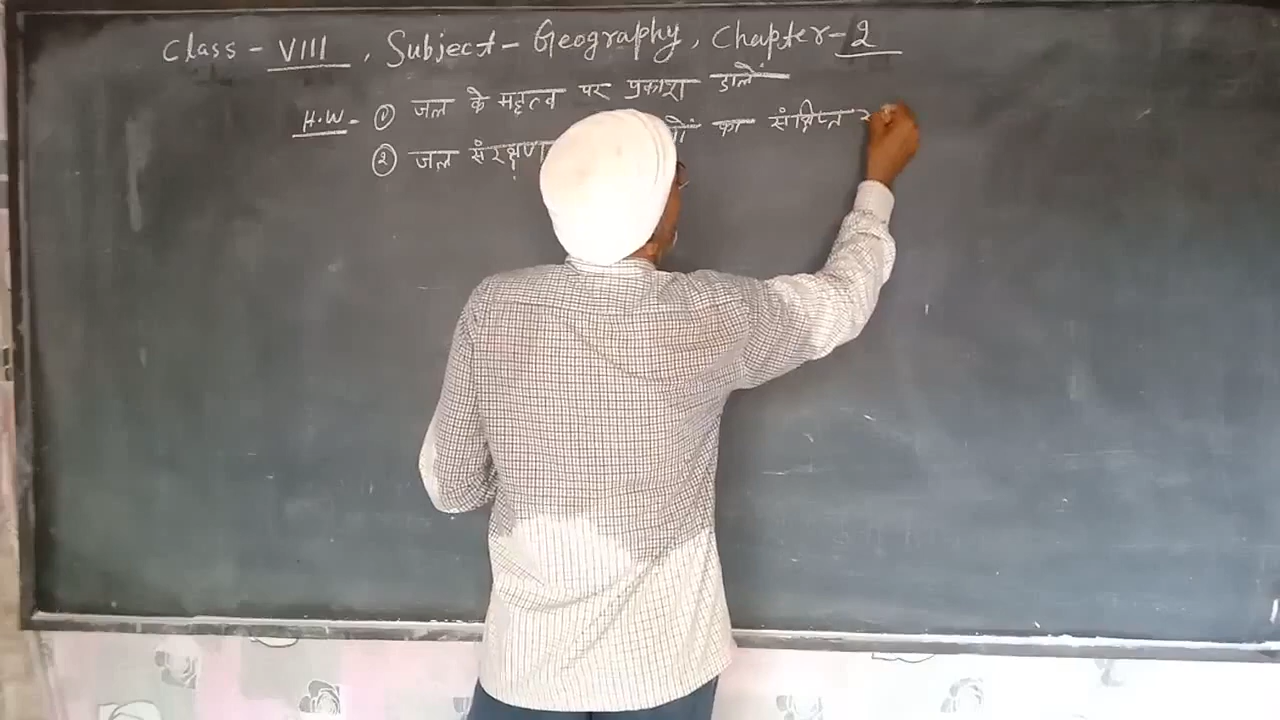 Class - VIII , Subject - Geography, Chapter - 2
H.W - ① जल के महत्व पर प्रकाश डालें
② जल संरक्षण का संक्षिप्त